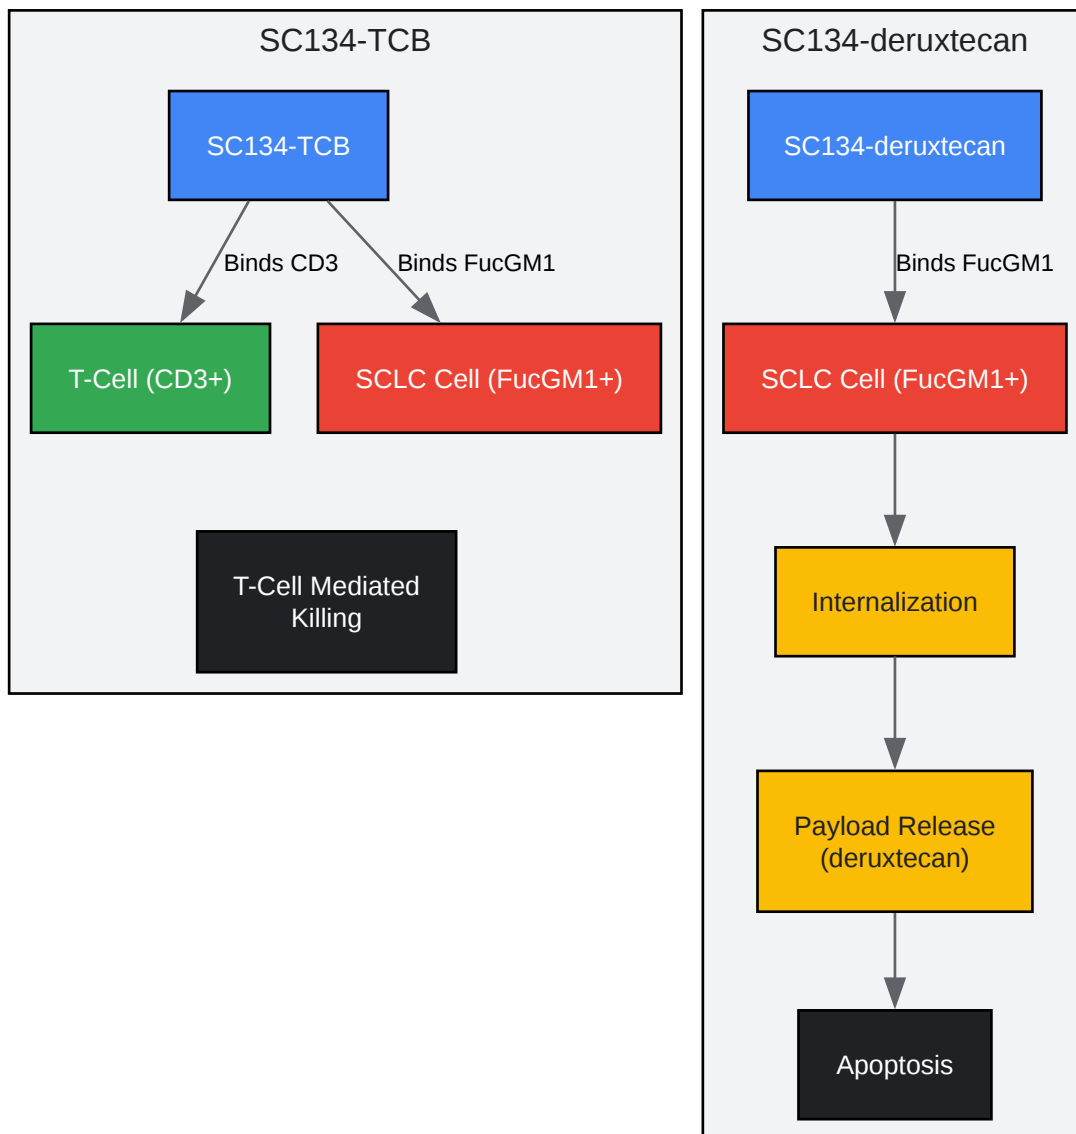 SC134-TCB
SC134-TCB
Binds CD3
Binds FucGM1
T-Cell (CD3+)
SCLC Cell (FucGM1+)
T-Cell Mediated
Killing
SC134-deruxtecan
SC134-deruxtecan
Binds FucGM1
SCLC Cell (FucGM1+)
Internalization
Payload Release
(deruxtecan)
Apoptosis